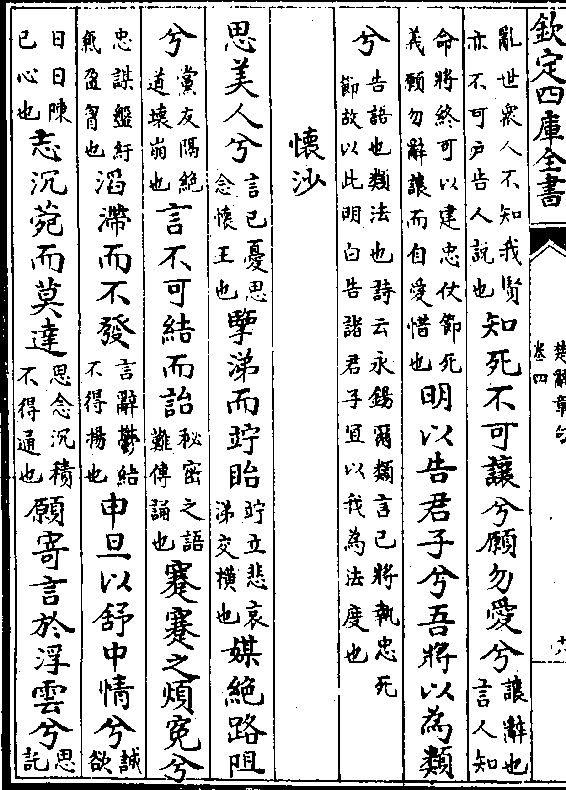 欽定四庫全書
楚辭章句
卷四
亂世衆人不知我賢
亦不可户告人説也
知死不可讓兮願勿愛兮
讓辭也
言人知
命將終可以建忠仗節死
義願勿辭讓而自愛惜也
明以告君子兮吾將以為類
兮
告語也類法也詩云永錫爾類言已將執忠死
節故以此明白告諸君子宜以我為法度也
懷沙
思美人兮
言已憂思
念懷王也
擥涕而竚眙
竚立悲哀
涕交横也
媒絶路阻
兮
黨友隔絶
道壞崩也
言不可結而詒
秘密之語
難傳誦也
蹇蹇之煩寃兮
忠謀盤紆
氣盈胷也
滔滯而不發
言辭鬱結
不得揚也
申旦以舒中情兮
誠
欲
日日陳
已心也
志沉菀而莫達
思念沉積
不得通也
願寄言於浮雲兮
思
託